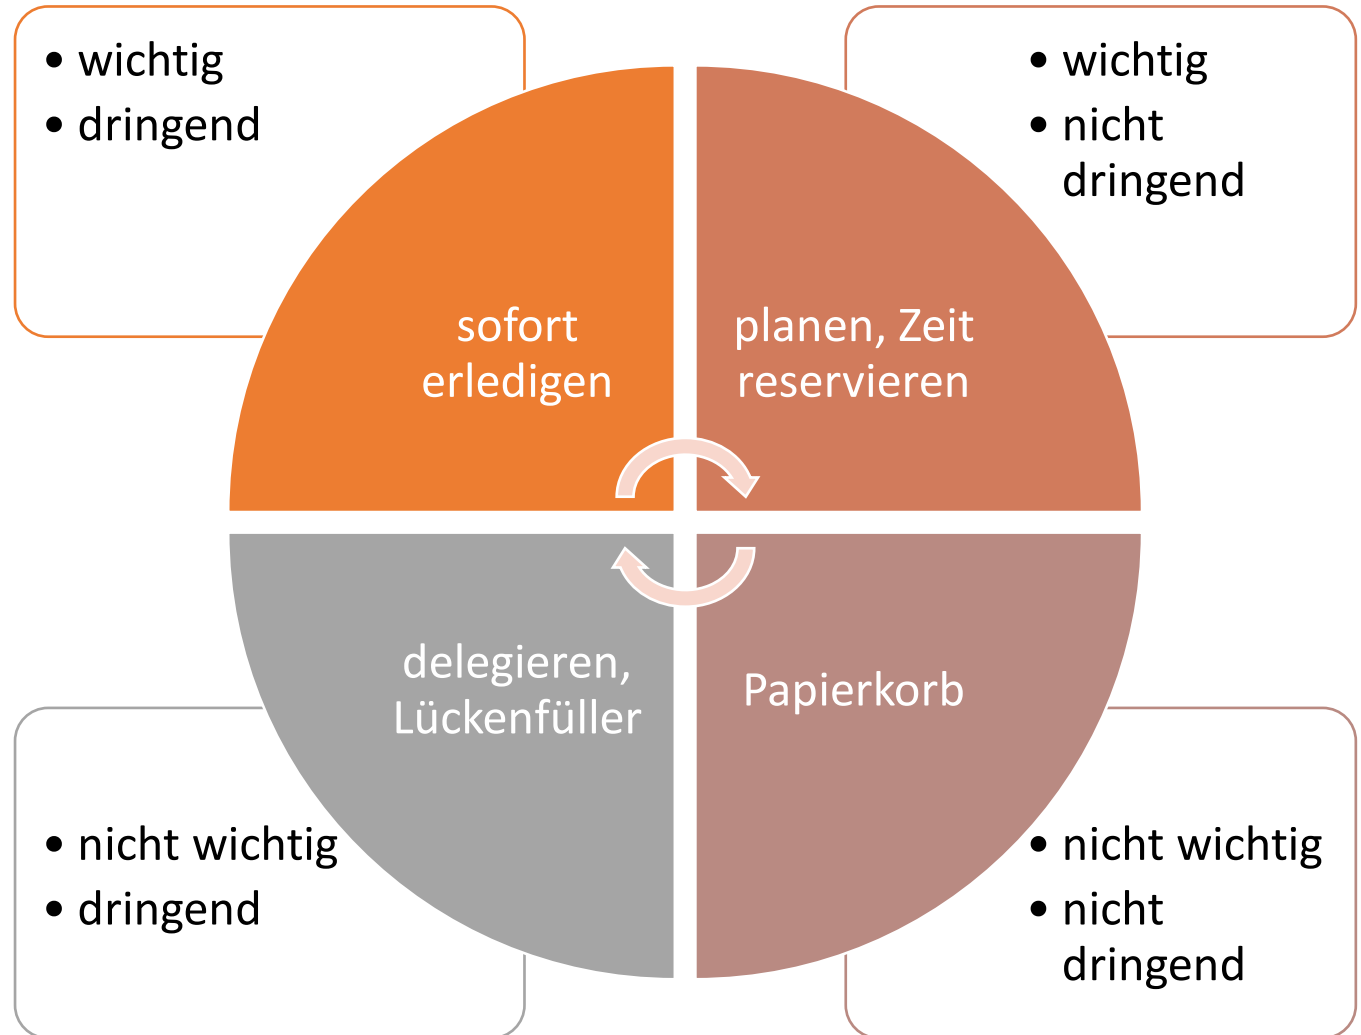 • wichtig
• dringend
• wichtig
• nicht
dringend
sofort
erledigen
planen, Zeit
reservieren
delegieren,
Lückenfüller
Papierkorb
• nicht wichtig
• dringend
• nicht wichtig
• nicht
dringend